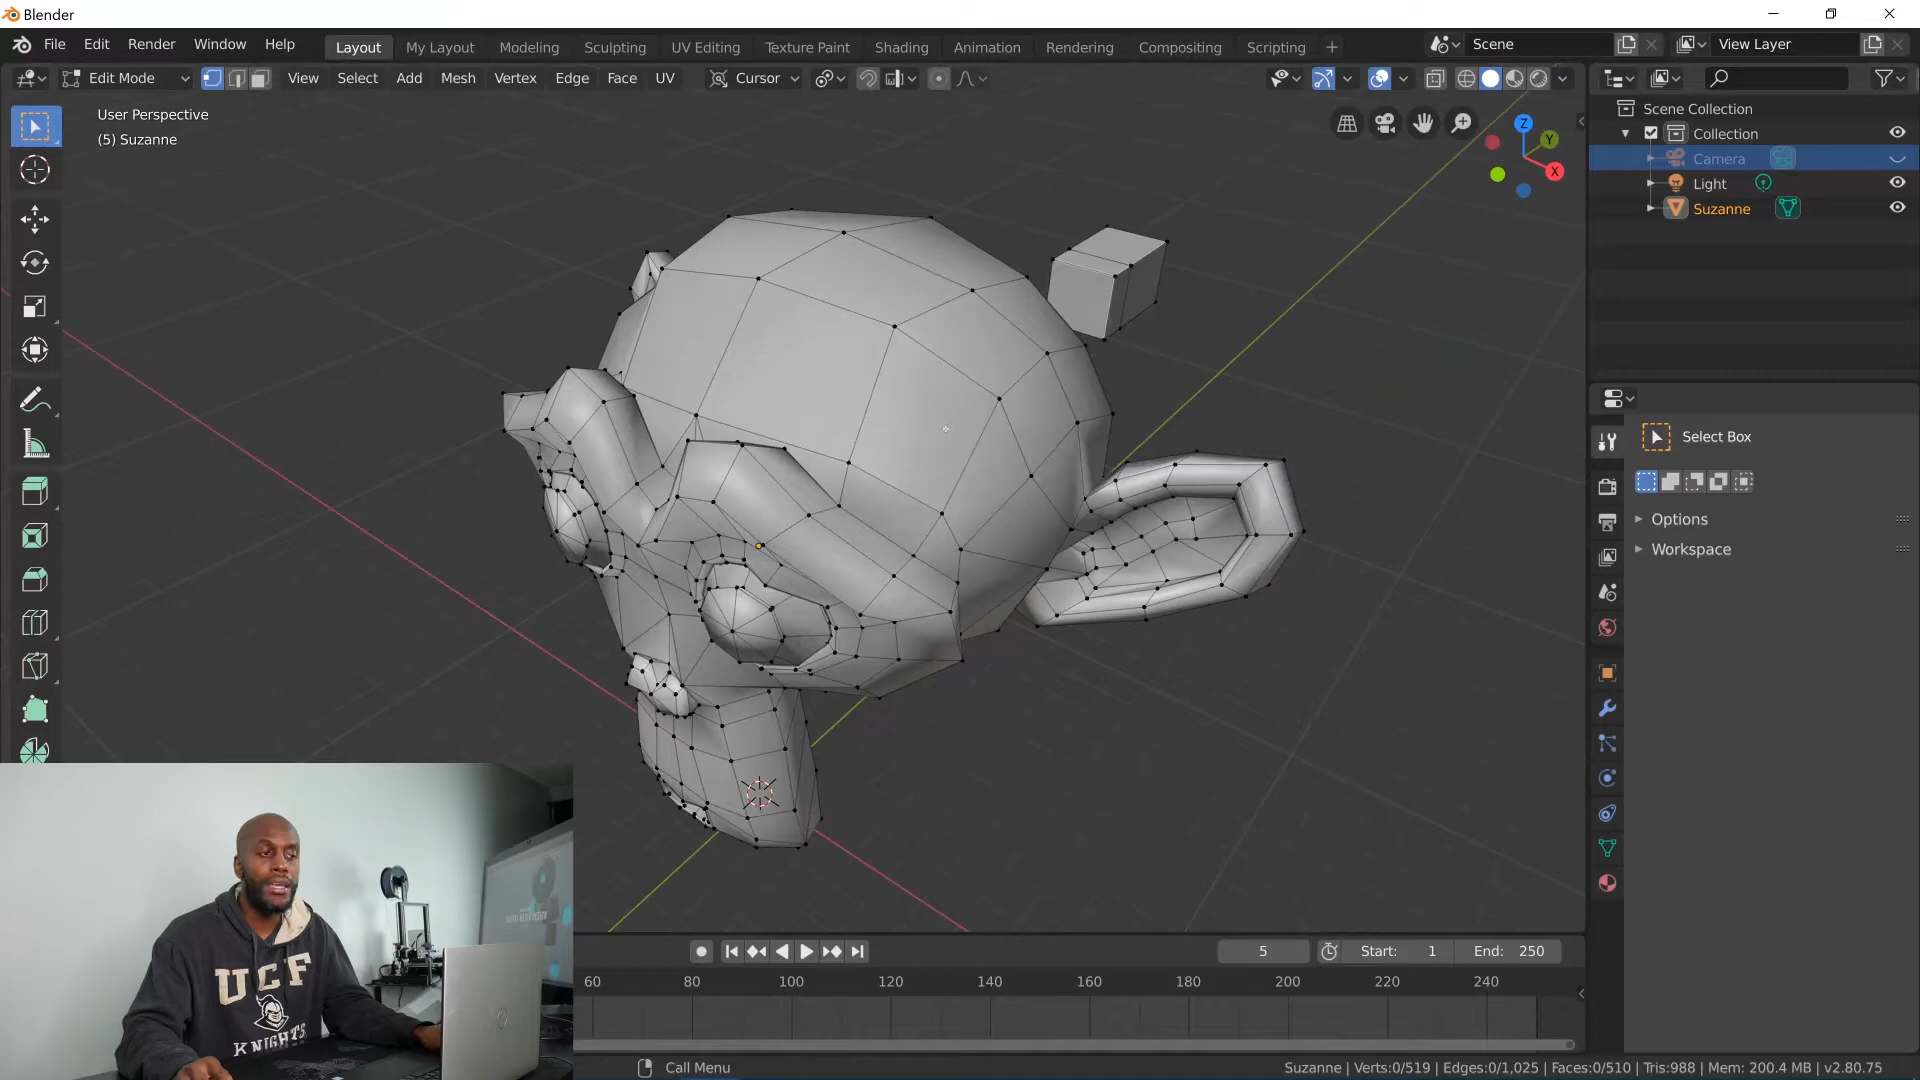 Blender
File Edit Render Window Help Layout My Layout Modeling Sculpting UV Editing Texture Paint Shading Animation Rendering Compositing Scripting + Scene View Layer
Edit Mode View Select Add Mesh Vertex Edge Face UV Cursor
User Perspective
(5) Suzanne
Z
Y
X
Scene Collection
Collection
Camera
Light
Suzanne
Select Box
Options
Workspace
UCF
KNIGHTS
DIGITAL MEDIA DESIGN
5 Start: 1 End: 250
60 80 100 120 140 160 180 200 220 240
Call Menu Suzanne | Verts:0/519 | Edges:0/1,025 | Faces:0/510 | Tris:988 | Mem: 200.4 MB | v2.80.75